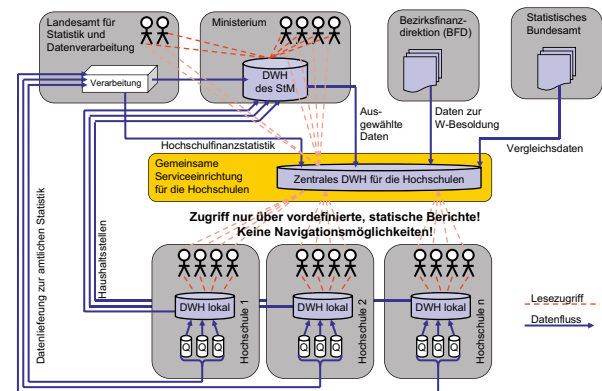 Landesamt für
Statistik und
Datenverarbeitung
Verarbeitung
Ministerium
DWH
des StM
Bezirksfinanz-
direktion (BFD)
Statistisches
Bundesamt
Aus-
gewählte
Daten
Daten zur
W-Besoldung
Vergleichsdaten
Hochschulfinanzstatistik
Gemeinsame
Serviceeinrichtung
für die Hochschulen
Zentrales DWH für die Hochschulen
Zugriff nur über vordefinierte, statische Berichte!
Keine Navigationsmöglichkeiten!
Datenlieferung zur amtlichen Statistik
Haushaltsstellen
DWH lokal
Q
Q
Q
Hochschule 1
DWH lokal
Q
Q
Q
Hochschule 2
DWH lokal
Q
Q
Q
Hochschule n
Lesezugriff
Datenfluss